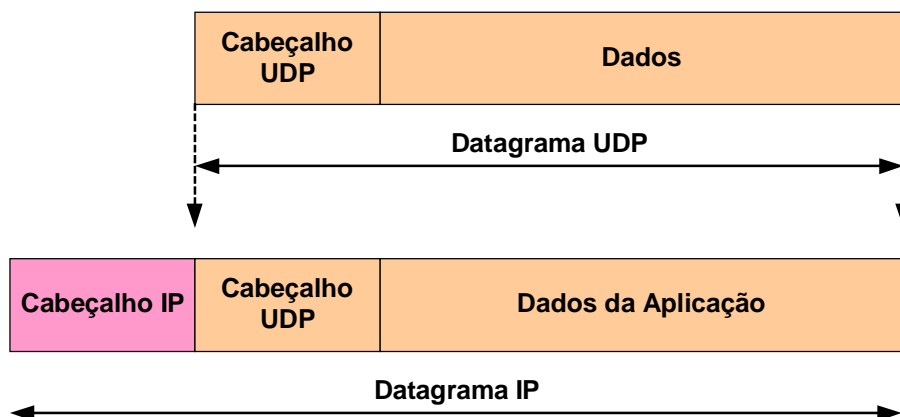 Cabeçalho
UDP
Dados
Datagrama UDP
Cabeçalho IP
Cabeçalho
UDP
Dados da Aplicação
Datagrama IP